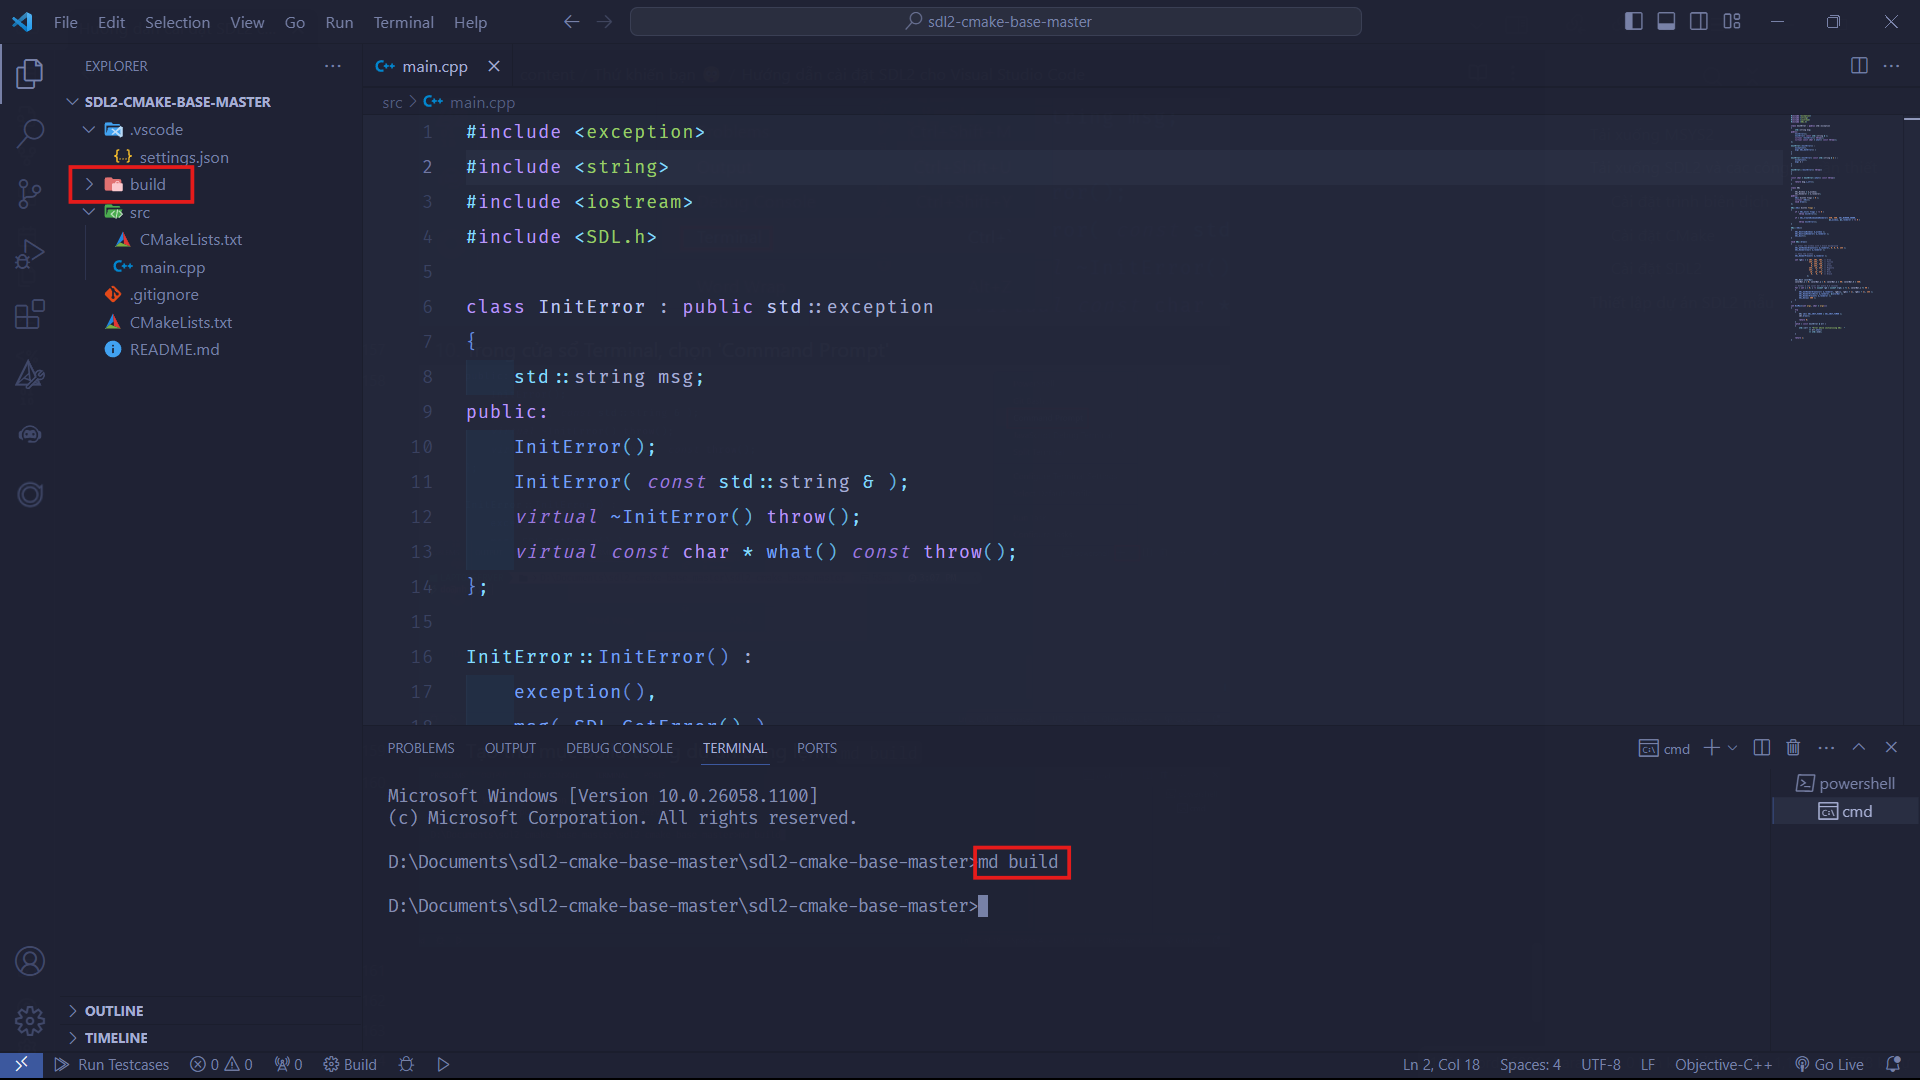 File Edit Selection View Go Run Terminal Help
sdl2-cmake-base-master
EXPLORER
SDL2-CMAKE-BASE-MASTER
.vscode
settings.json
build
src
CMakeLists.txt
main.cpp
.gitignore
CMakeLists.txt
README.md
OUTLINE
TIMELINE
main.cpp
src > main.cpp
1 #include <exception>
2 #include <string>
3 #include <iostream>
4 #include <SDL.h>
5
6 class InitError : public std::exception
7 {
8 std::string msg;
9 public:
10 InitError();
11 InitError( const std::string & );
12 virtual ~InitError() throw();
13 virtual const char * what() const throw();
14 };
15
16 InitError::InitError() :
17 exception(),
18 msg( SDL_GetError() )
PROBLEMS OUTPUT DEBUG CONSOLE TERMINAL PORTS
cmd
powershell
cmd
Microsoft Windows [Version 10.0.26058.1100]
(c) Microsoft Corporation. All rights reserved.
D:\Documents\sdl2-cmake-base-master\sdl2-cmake-base-master>md build
D:\Documents\sdl2-cmake-base-master\sdl2-cmake-base-master>
Run Testcases 0 0 0 Build
Ln 2, Col 18 Spaces: 4 UTF-8 LF Objective-C++ Go Live